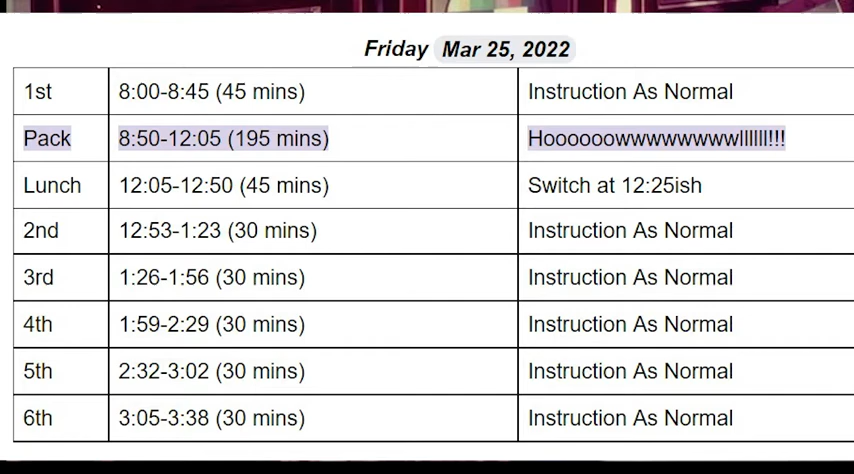 Friday Mar 25, 2022
1st 8:00-8:45 (45 mins) Instruction As Normal
Pack 8:50-12:05 (195 mins) Hoooooowwwwwwwwwllllll!!!
Lunch 12:05-12:50 (45 mins) Switch at 12:25ish
2nd 12:53-1:23 (30 mins) Instruction As Normal
3rd 1:26-1:56 (30 mins) Instruction As Normal
4th 1:59-2:29 (30 mins) Instruction As Normal
5th 2:32-3:02 (30 mins) Instruction As Normal
6th 3:05-3:38 (30 mins) Instruction As Normal